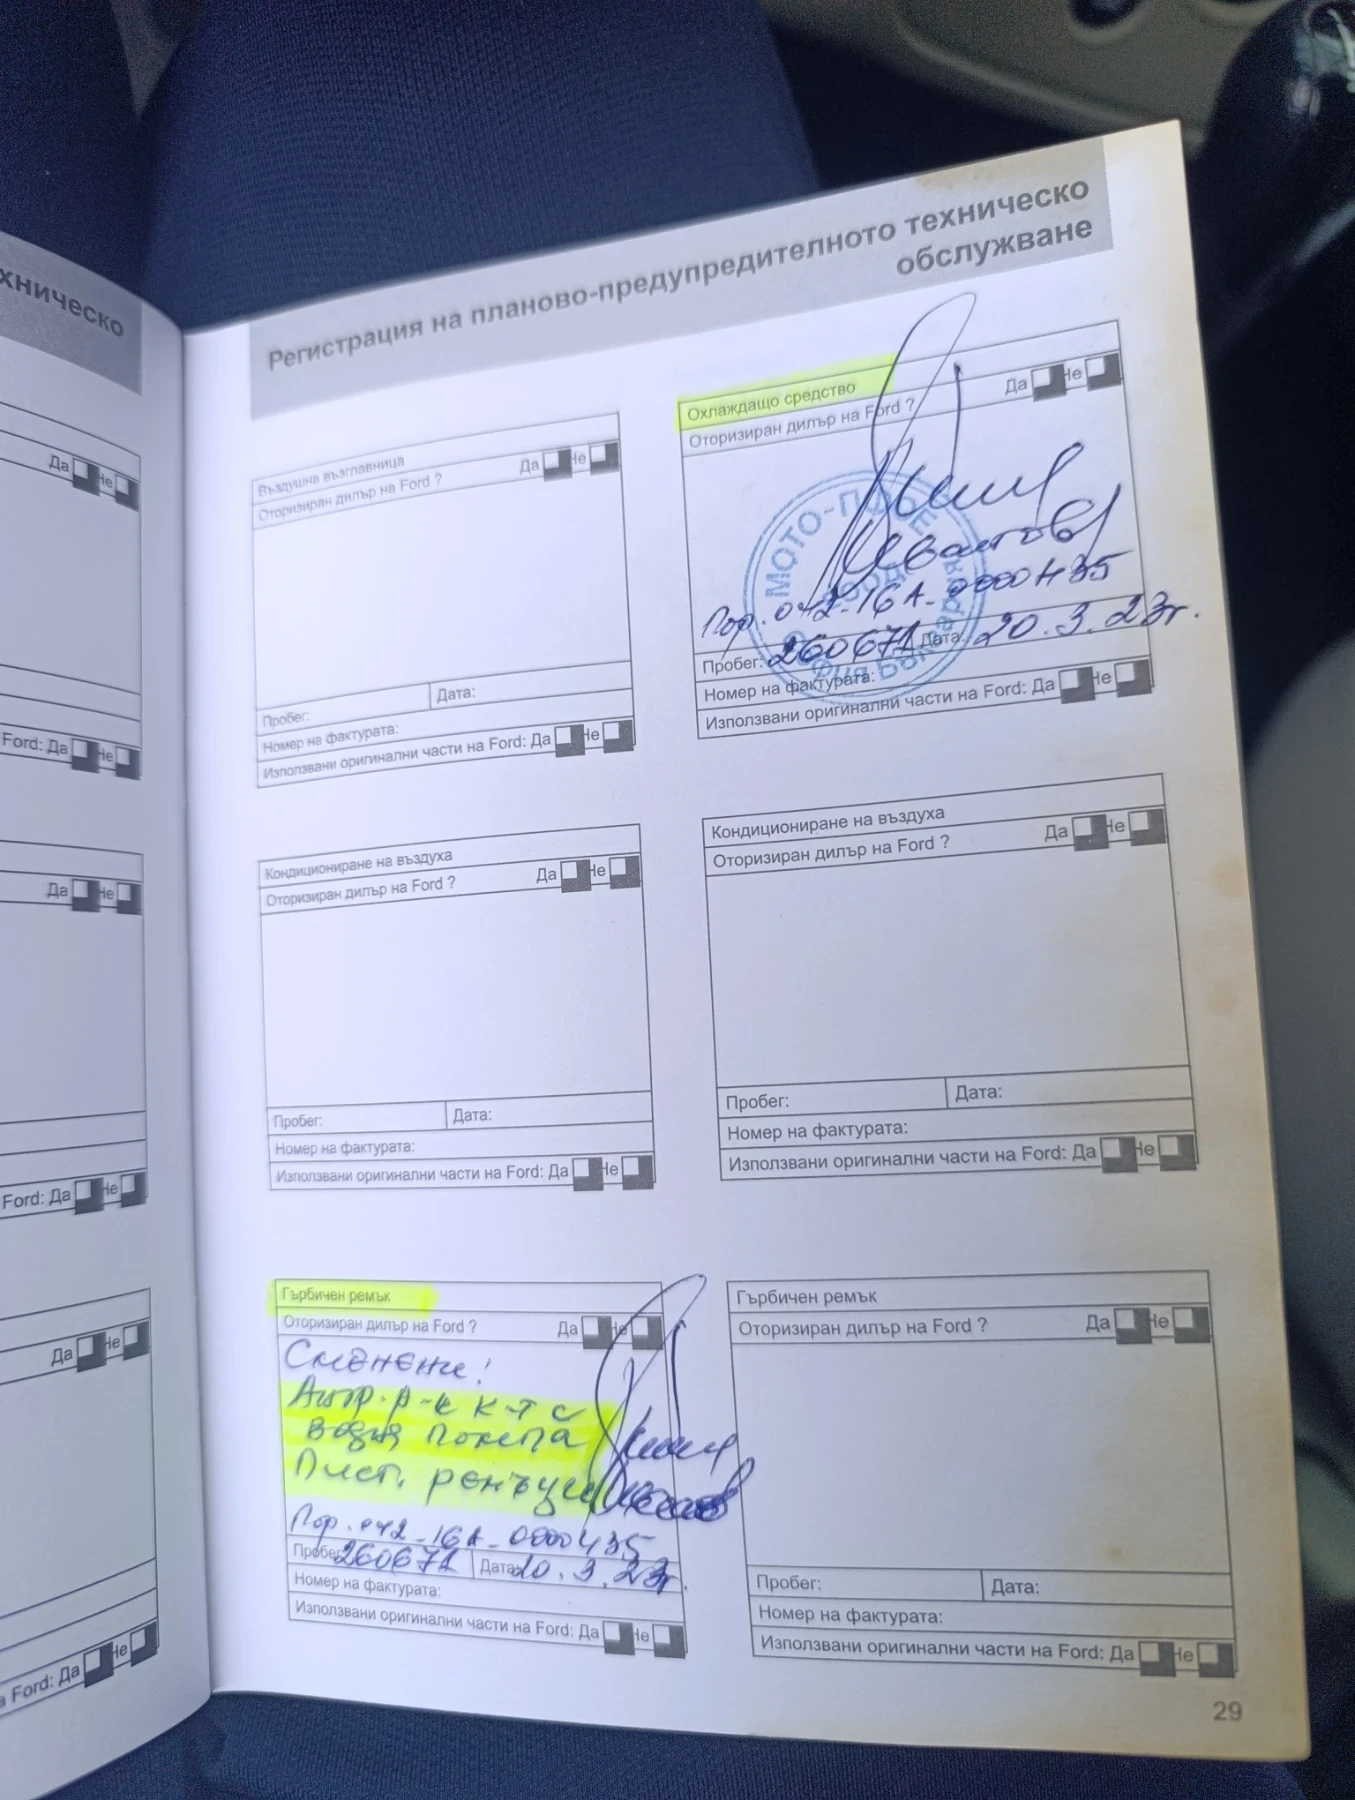 хническо
Да Не
Ford: Да Не
Да Не
Ford: Да Не
Да Не
а Ford: Да Не
Регистрация на планово-предупредителното техническо
обслужване
Въздушна възглавница
Оторизиран дилър на Ford ? Да Не
Пробег: Дата:
Номер на фактурата:
Използвани оригинални части на Ford: Да Не
Охлаждащо средство
Оторизиран дилър на Ford ? Да Не
МОТО-ПФОЕ
София България
Пор. 042-16А-0000435
Пробег: 260671 Дата: 20.3.23г.
Номер на фактурата:
Използвани оригинални части на Ford: Да Не
Кондициониране на въздуха
Оторизиран дилър на Ford ? Да Не
Пробег: Дата:
Номер на фактурата:
Използвани оригинални части на Ford: Да Не
Кондициониране на въздуха
Оторизиран дилър на Ford ? Да Не
Пробег: Дата:
Номер на фактурата:
Използвани оригинални части на Ford: Да Не
Гърбичен ремък
Оторизиран дилър на Ford ? Да Не
Сменени!
Ангр. р-к к-т с
Водна помпа
Пист. ремъци
Пор. 042-16А-0000435
Пробег: 260671 Дата: 20.3.23г.
Номер на фактурата:
Използвани оригинални части на Ford: Да Не
Гърбичен ремък
Оторизиран дилър на Ford ? Да Не
Пробег: Дата:
Номер на фактурата:
Използвани оригинални части на Ford: Да Не
29